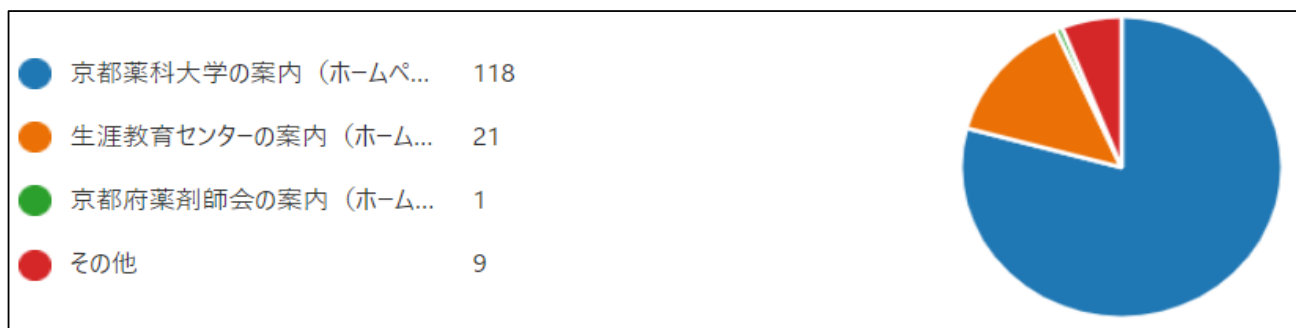 京都薬科大学の案内（ホームペ... 118
生涯教育センターの案内（ホーム... 21
京都府薬剤師会の案内（ホーム... 1
その他 9